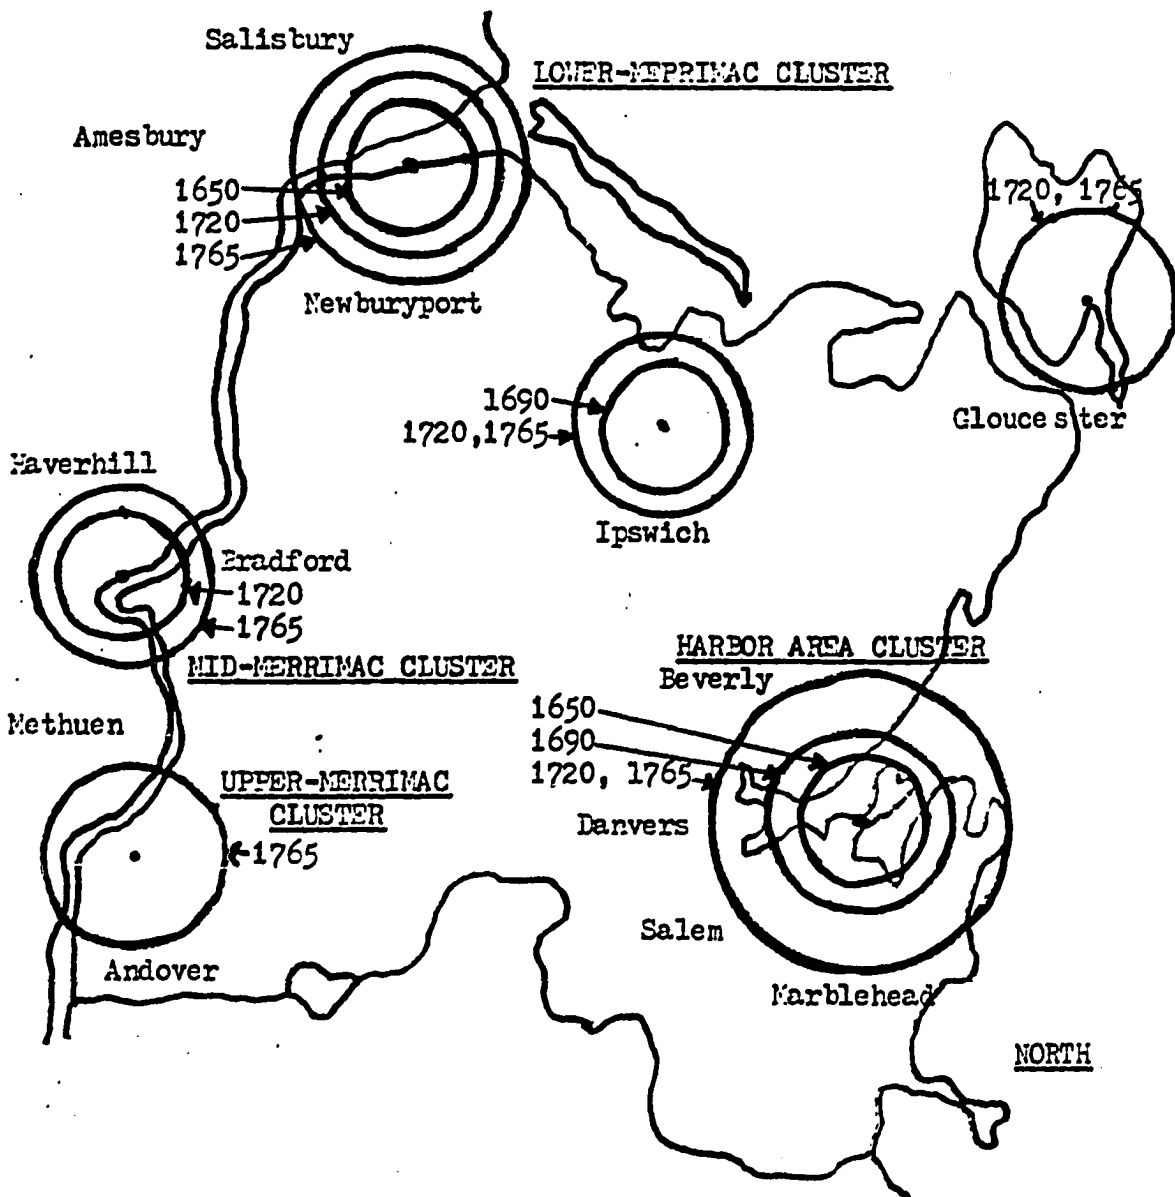 Salisbury
LOWER-MERRIMAC CLUSTER
Amesbury
1650
1720
1765
Newburyport
1720, 1765
Gloucester
1690
1720,1765
Ipswich
Haverhill
Bradford
1720
1765
MID-MERRIMAC CLUSTER
HARBOR AREA CLUSTER
Beverly
1650
1690
1720, 1765
Danvers
Salem
Marblehead
Methuen
UPPER-MERRIMAC
CLUSTER
1765
Andover
NORTH